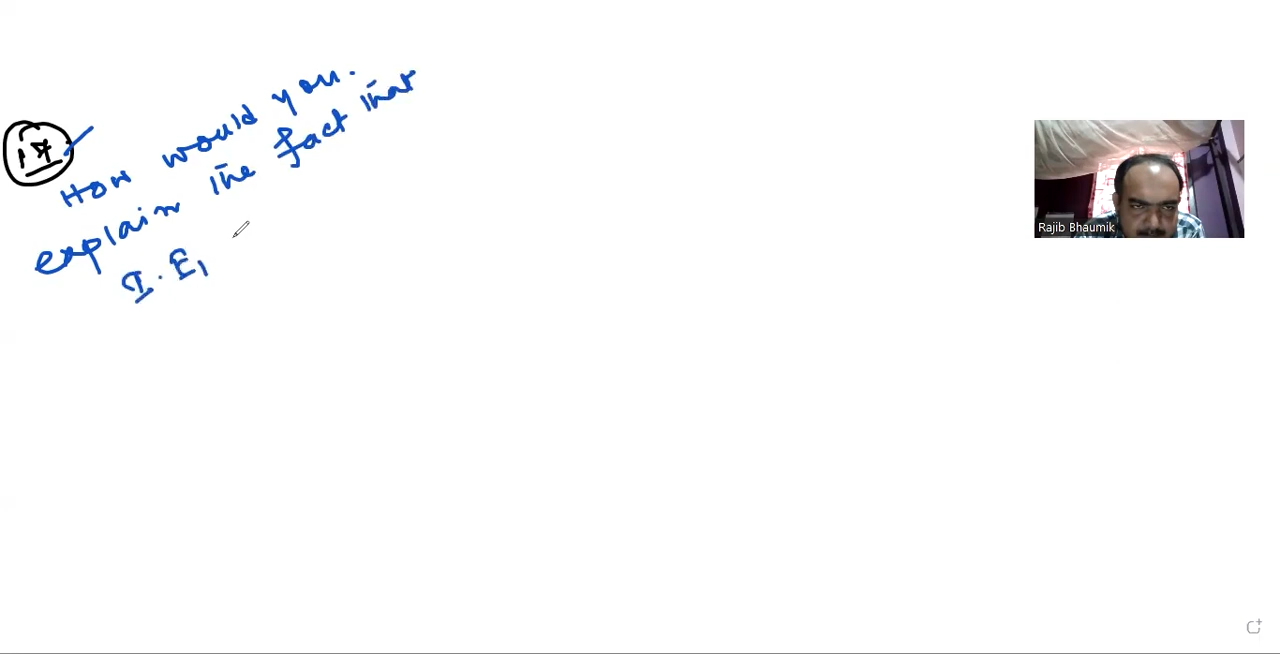 17
How would you.
explain the fact that
I.E₁
Rajib Bhaumik